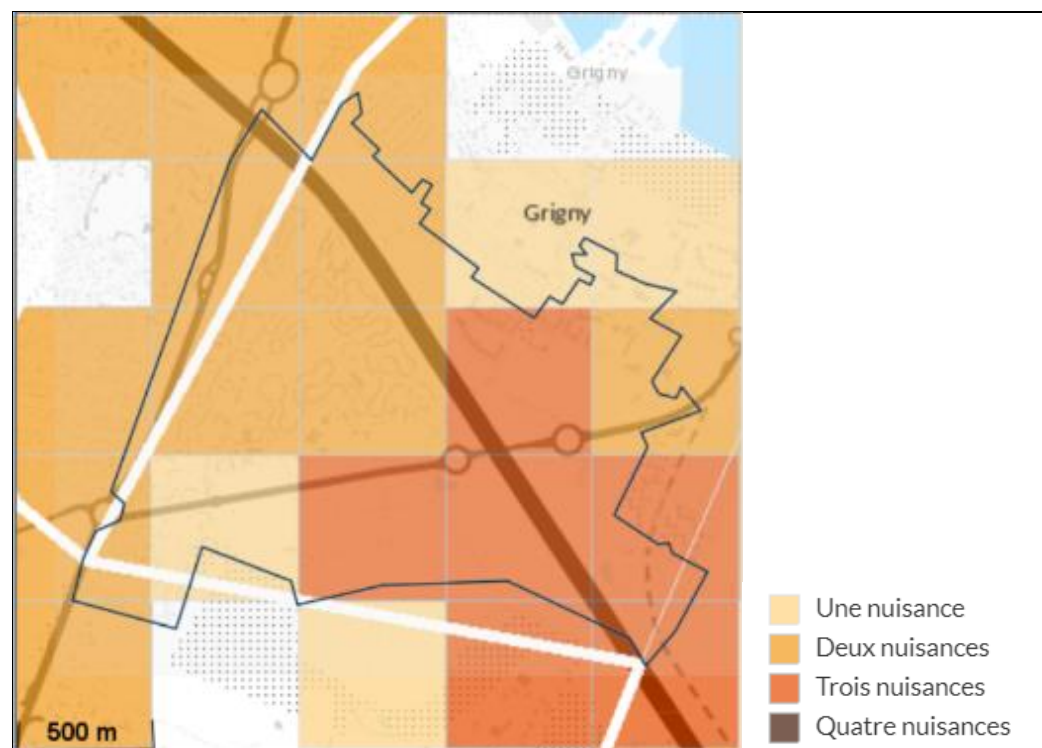 Grigny
Grigny
500 m
Une nuisance
Deux nuisances
Trois nuisances
Quatre nuisances